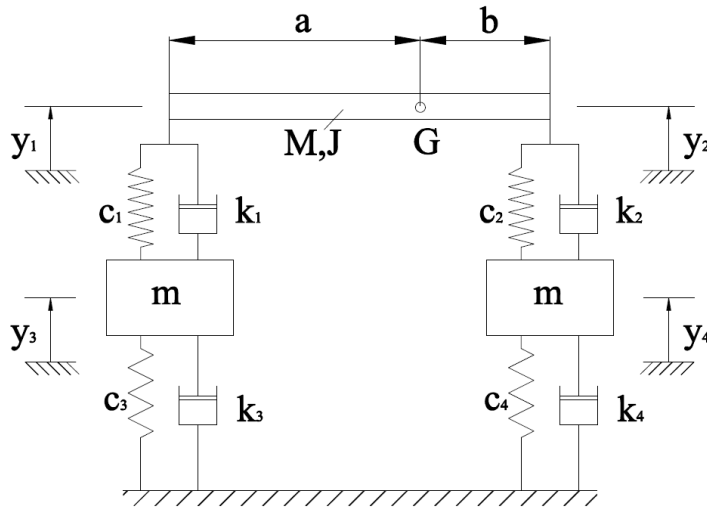 a b
y₁ M,J G y₂
c₁ k₁ c₂ k₂
m m
y₃ y₄
c₃ k₃ c₄ k₄